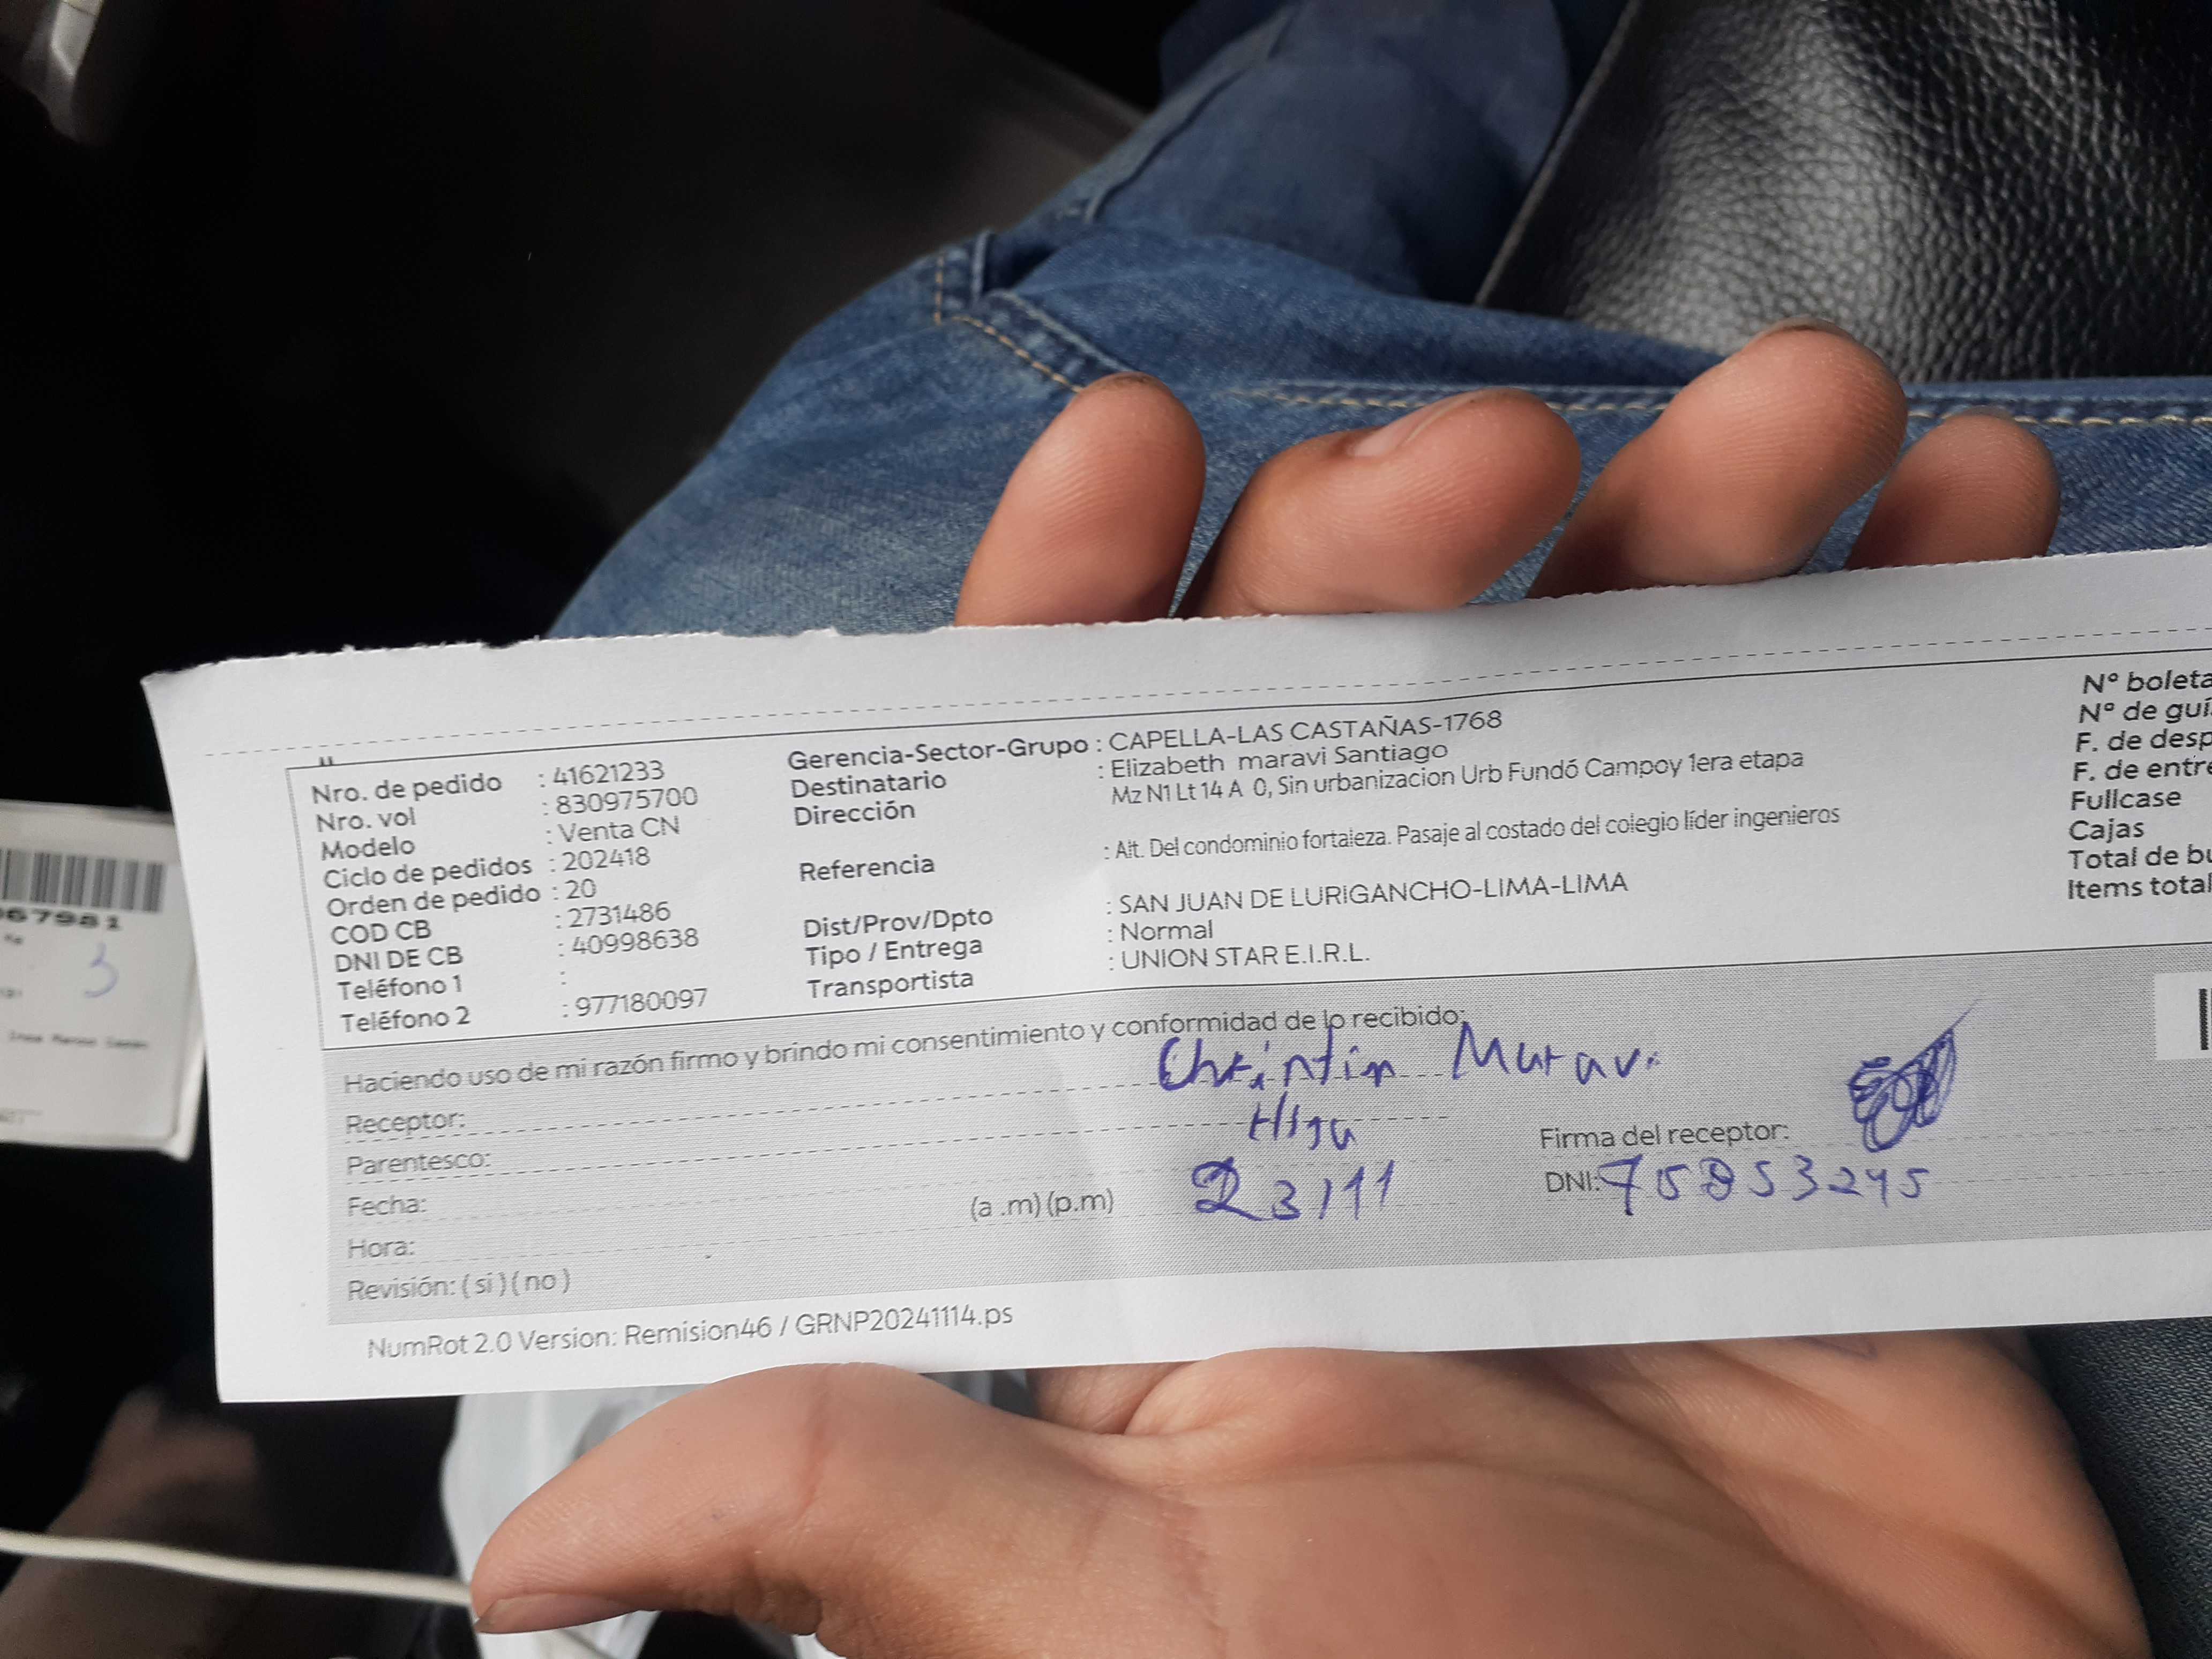 Nro. de pedido : 41621233
Nro. vol : 830975700
Modelo : Venta CN
Ciclo de pedidos : 202418
Orden de pedido : 20
COD CB : 2731486
DNI DE CB : 40998638
Teléfono 1 :
Teléfono 2 : 977180097
Gerencia-Sector-Grupo : CAPELLA-LAS CASTAÑAS-1768
Destinatario : Elizabeth maravi Santiago
Dirección Mz N1 Lt 14 A 0, Sin urbanizacion Urb Fundó Campoy 1era etapa
Referencia : Alt. Del condominio fortaleza. Pasaje al costado del colegio líder ingenieros
Dist/Prov/Dpto : SAN JUAN DE LURIGANCHO-LIMA-LIMA
Tipo / Entrega : Normal
Transportista : UNION STAR E.I.R.L.
N° boleta
N° de guí
F. de desp
F. de entre
Fullcase
Cajas
Total de bu
Items total
Haciendo uso de mi razón firmo y brindo mi consentimiento y conformidad de lo recibido:
Receptor: Maravi
Parentesco: Hija
Fecha: 23/11
Hora: (a .m) (p.m)
Revisión: ( si ) ( no )
Firma del receptor:
DNI: 75853245
NumRot 2.0 Version: Remision46 / GRNP20241114.ps
67981
3